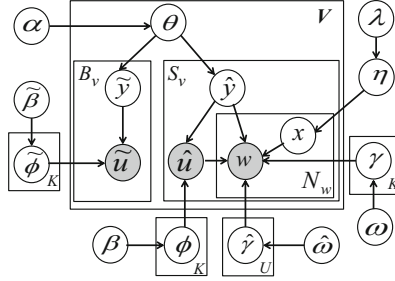 α θ V λ
B_v ỹ S_v ŷ η
β̃ x
φ̃ K ũ û w N_w γ K
β φ K γ̂ U ω̂ ω